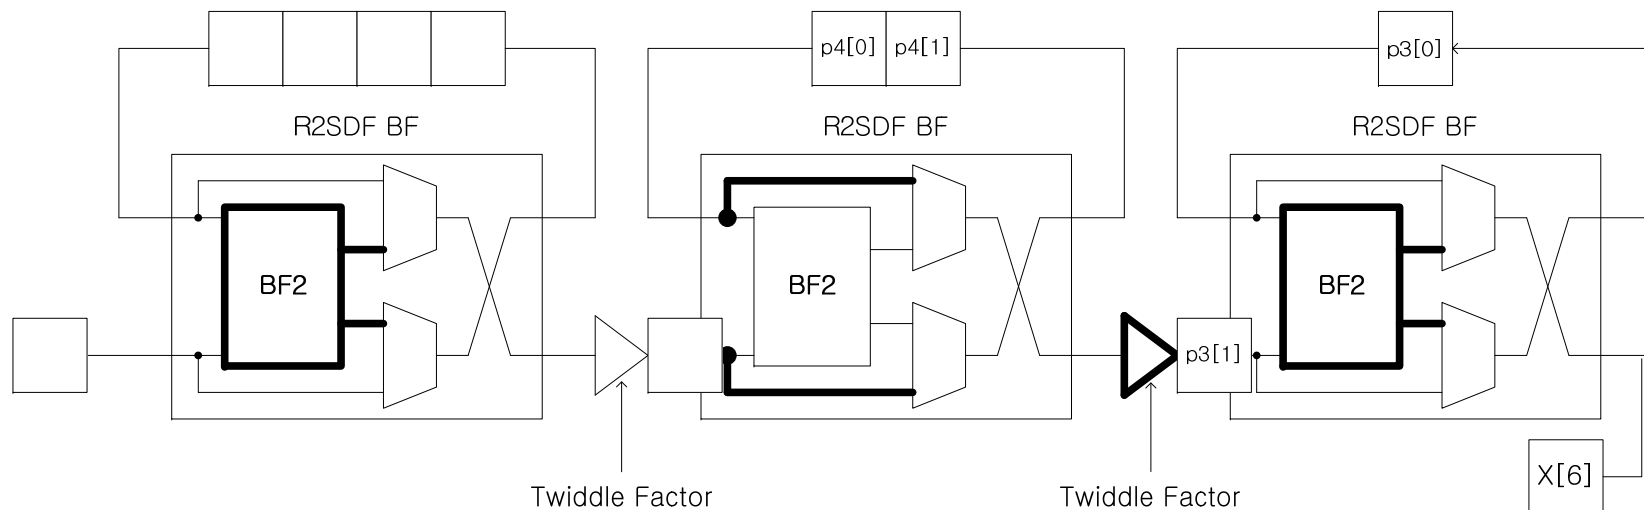 p4[0] p4[1] p3[0]
R2SDF BF R2SDF BF R2SDF BF
BF2 BF2 BF2
p3[1]
X[6]
Twiddle Factor Twiddle Factor